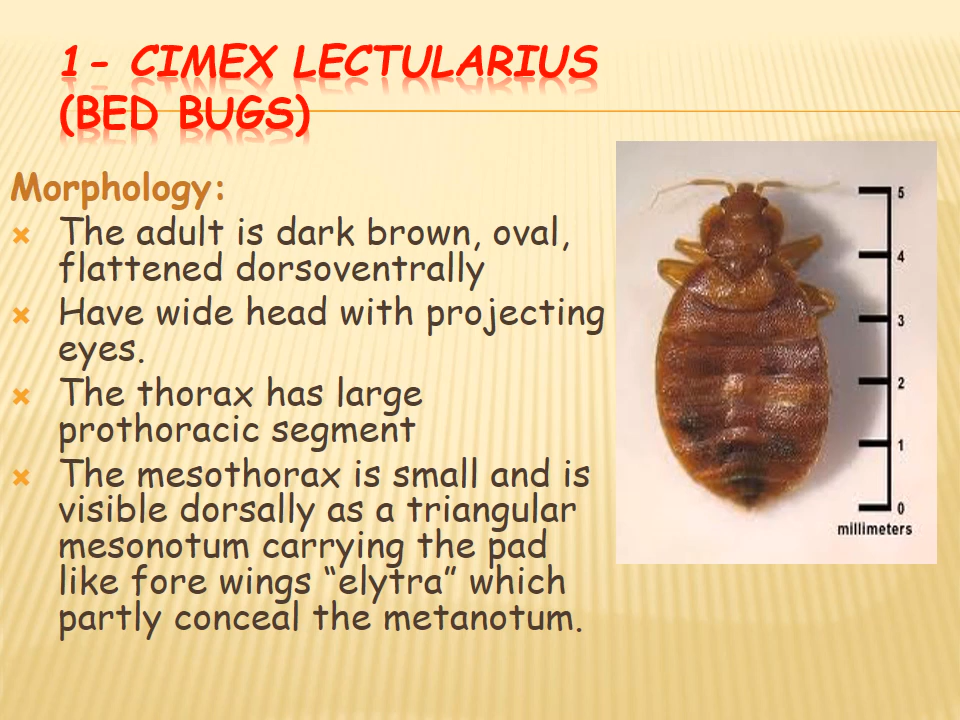 1- CIMEX LECTULARIUS
(BED BUGS)
Morphology:
The adult is dark brown, oval,
flattened dorsoventrally
Have wide head with projecting
eyes.
The thorax has large
prothoracic segment
The mesothorax is small and is
visible dorsally as a triangular
mesonotum carrying the pad
like fore wings “elytra” which
partly conceal the metanotum.
5
4
3
2
1
0
millimeters